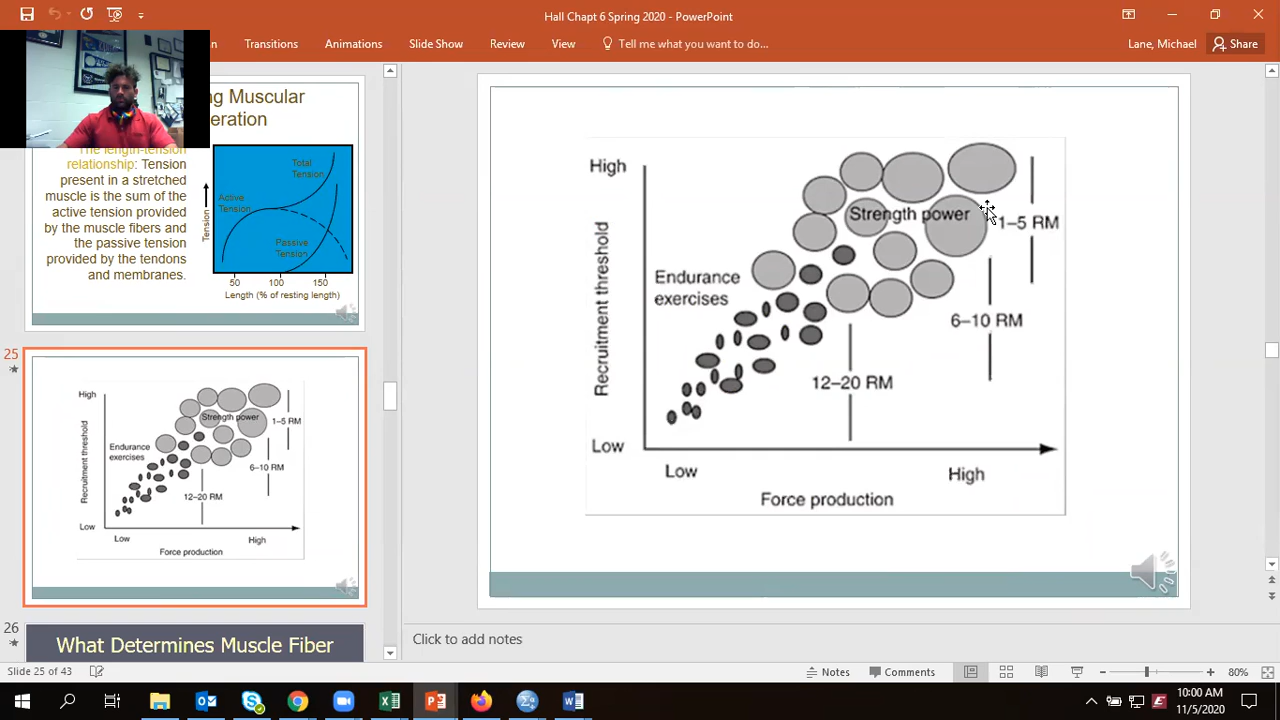 Hall Chapt 6 Spring 2020 - PowerPoint
Transitions
Animations
Slide Show
Review
View
Tell me what you want to do...
Lane, Michael
Share
ng Muscular
eration
The length-tension
relationship: Tension
present in a stretched
muscle is the sum of the
active tension provided
by the muscle fibers and
the passive tension
provided by the tendons
and membranes.
Tension
Total
Tension
Active
Tension
Passive
Tension
50
100
150
Length (% of resting length)
25
High
Recruitment threshold
Low
Endurance
exercises
Strength power
1–5 RM
6–10 RM
12–20 RM
Low
High
Force production
26
What Determines Muscle Fiber
High
Recruitment threshold
Low
Endurance
exercises
Strength power
1–5 RM
6–10 RM
12–20 RM
Low
High
Force production
Click to add notes
Slide 25 of 43
Notes
Comments
80%
10:00 AM
11/5/2020